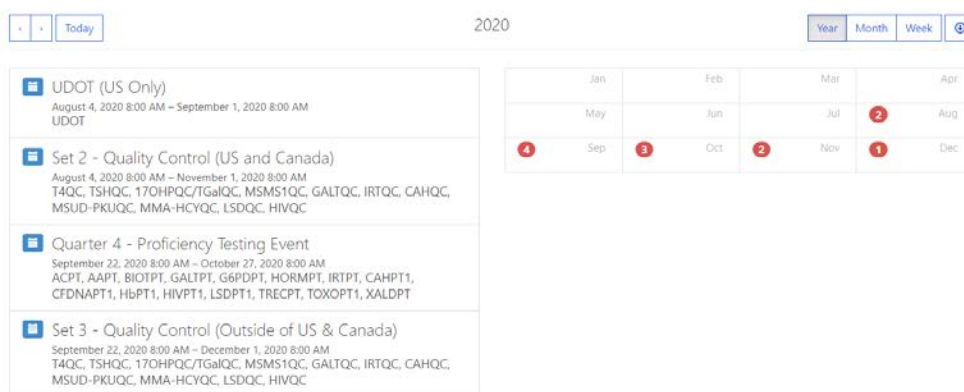 ‹ › Today
2020
Year Month Week
UDOT (US Only)
August 4, 2020 8:00 AM – September 1, 2020 8:00 AM
UDOT
Set 2 - Quality Control (US and Canada)
August 4, 2020 8:00 AM – November 1, 2020 8:00 AM
T4QC, TSHQC, 17OHPQC/TGalQC, MSMS1QC, GALTQC, IRTQC, CAHQC,
MSUD-PKUQC, MMA-HCYQC, LSDQC, HIVQC
Quarter 4 - Proficiency Testing Event
September 22, 2020 8:00 AM – October 27, 2020 8:00 AM
ACPT, AAPT, BIOTPT, GALTPT, G6PDPT, HORMPT, IRTPT, CAHPT1,
CFDNAPT1, HbPT1, HIVPT1, LSDPT1, TRECPT, TOXOPT1, XALDPT
Set 3 - Quality Control (Outside of US & Canada)
September 22, 2020 8:00 AM – December 1, 2020 8:00 AM
T4QC, TSHQC, 17OHPQC/TGalQC, MSMS1QC, GALTQC, IRTQC, CAHQC,
MSUD-PKUQC, MMA-HCYQC, LSDQC, HIVQC
Jan Feb Mar Apr
May Jun Jul 2 Aug
4 Sep 3 Oct 2 Nov 1 Dec